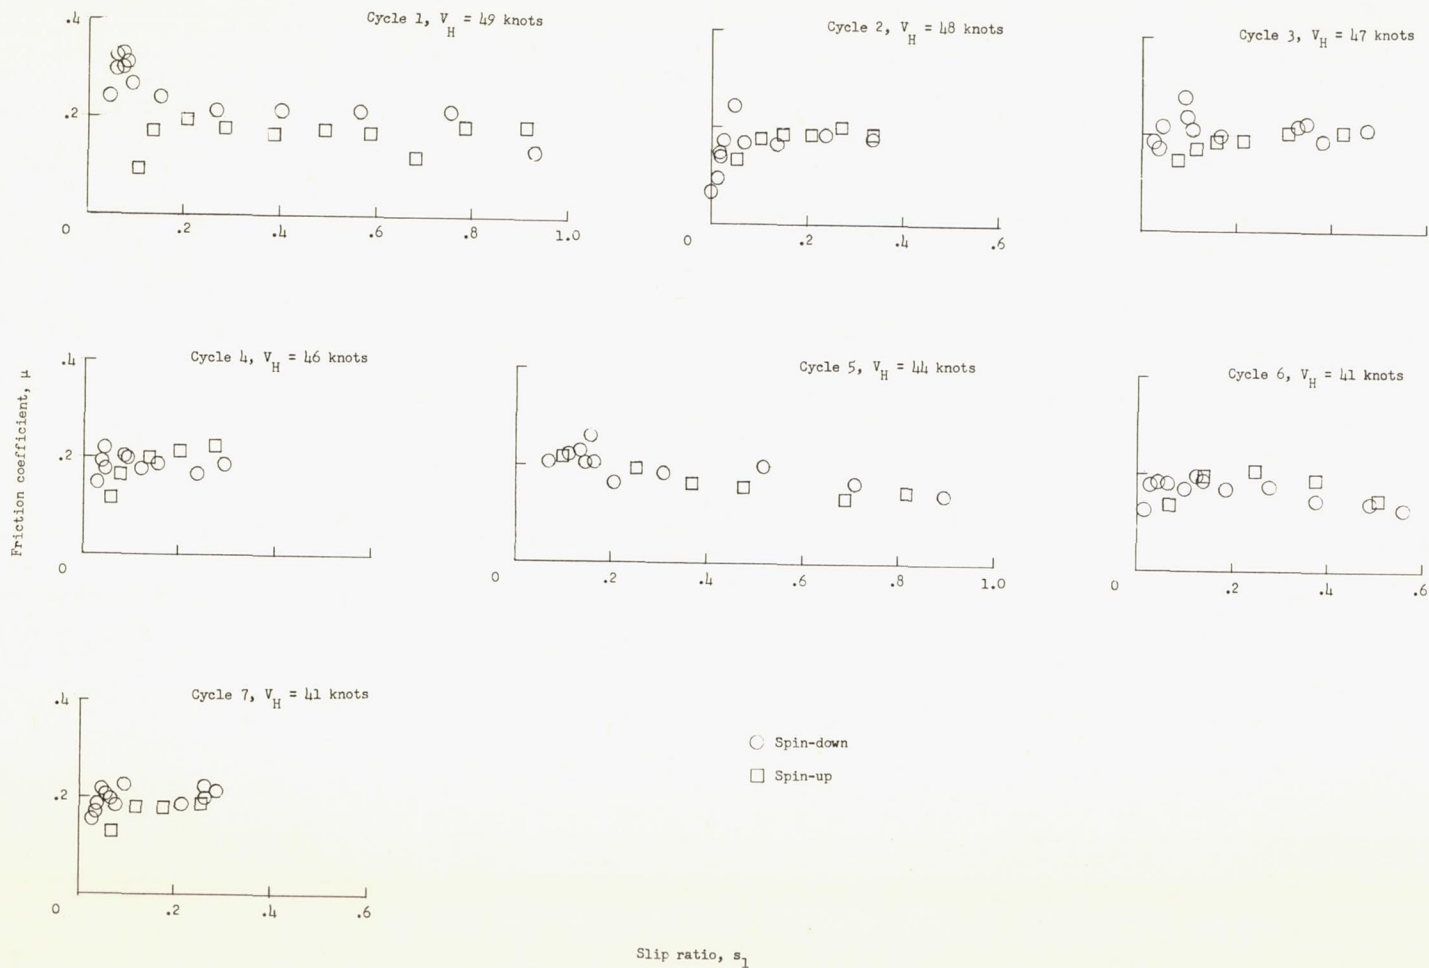 Cycle 1, V_H = 49 knots
.4
.2
0
.2 .4 .6 .8 1.0
Cycle 2, V_H = 48 knots
0
.2 .4 .6
Cycle 3, V_H = 47 knots
Friction coefficient, μ
Cycle 4, V_H = 46 knots
.4
.2
0
Cycle 5, V_H = 44 knots
0
.2 .4 .6 .8 1.0
Cycle 6, V_H = 41 knots
0
.2 .4 .6
Cycle 7, V_H = 41 knots
.4
.2
0
.2 .4 .6
Spin-down
Spin-up
Slip ratio, s_1